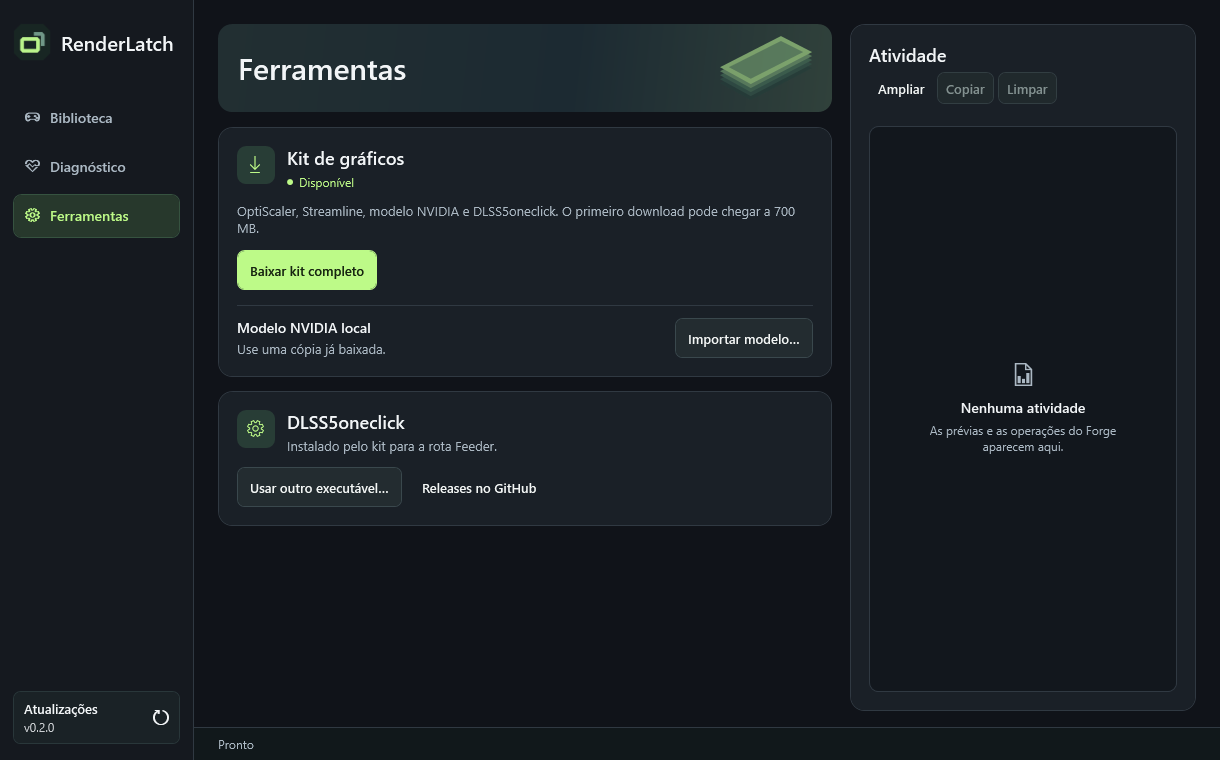 RenderLatch
Biblioteca
Diagnóstico
Ferramentas
Atualizações
v0.2.0
Ferramentas
Kit de gráficos
Disponível
OptiScaler, Streamline, modelo NVIDIA e DLSS5oneclick. O primeiro download pode chegar a 700
MB.
Baixar kit completo
Modelo NVIDIA local
Use uma cópia já baixada.
Importar modelo...
DLSS5oneclick
Instalado pelo kit para a rota Feeder.
Usar outro executável...
Releases no GitHub
Atividade
Ampliar
Copiar
Limpar
Nenhuma atividade
As prévias e as operações do Forge
aparecem aqui.
Pronto